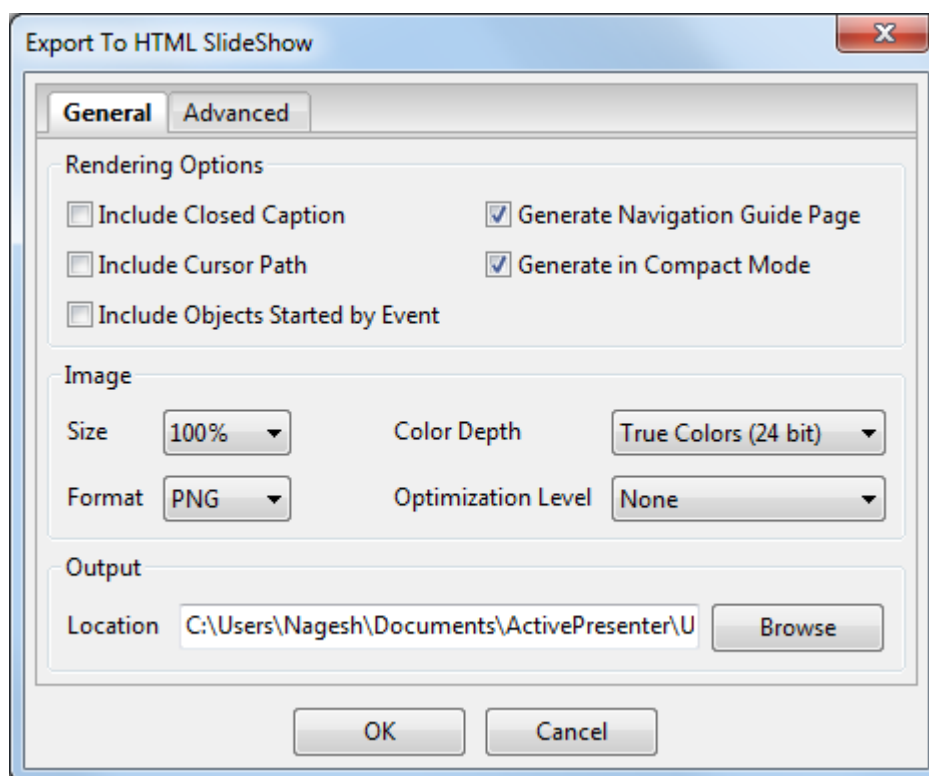 Export To HTML SlideShow
General Advanced
Rendering Options
Include Closed Caption Generate Navigation Guide Page
Include Cursor Path Generate in Compact Mode
Include Objects Started by Event
Image
Size 100% Color Depth True Colors (24 bit)
Format PNG Optimization Level None
Output
Location C:\Users\Nagesh\Documents\ActivePresenter\U Browse
OK Cancel